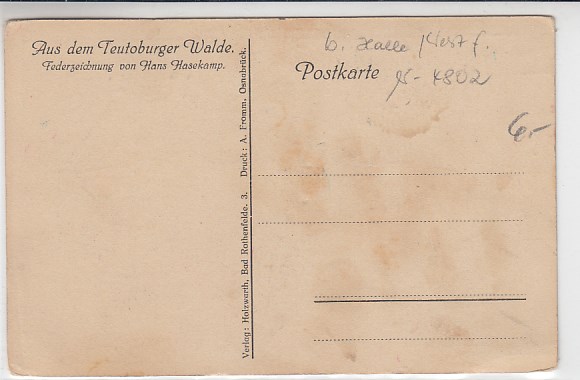 Aus dem Teutoburger Walde.
Federzeichnung von Hans Hasekamp.
Verlag: Holzwarth, Bad Rothenfelde. 3. Druck: A. Fromm, Osnabrück.
b. Halle / Westf.
Postkarte
4802
6,-